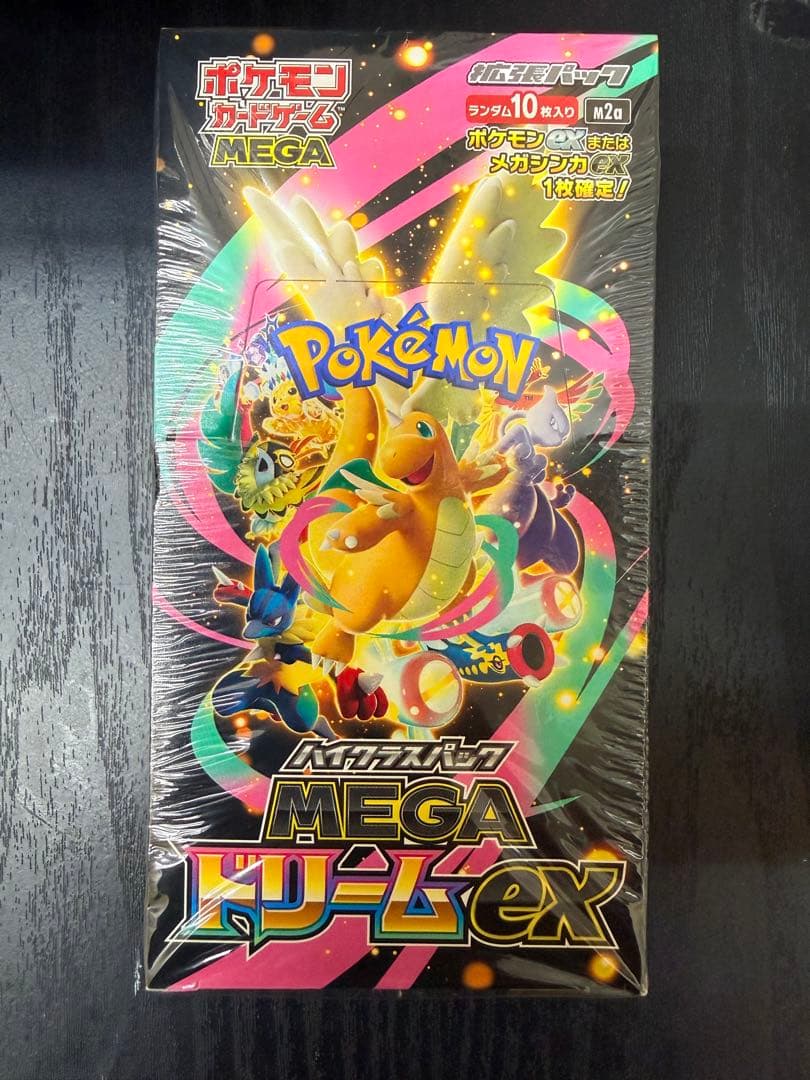 ポケモン
カードゲーム™
MEGA
拡張パック
ランダム10枚入り M2a
ポケモンexまたは
メガシンカex
1枚確定!
POKéMON™
ハイクラスパック
MEGA
ドリームex